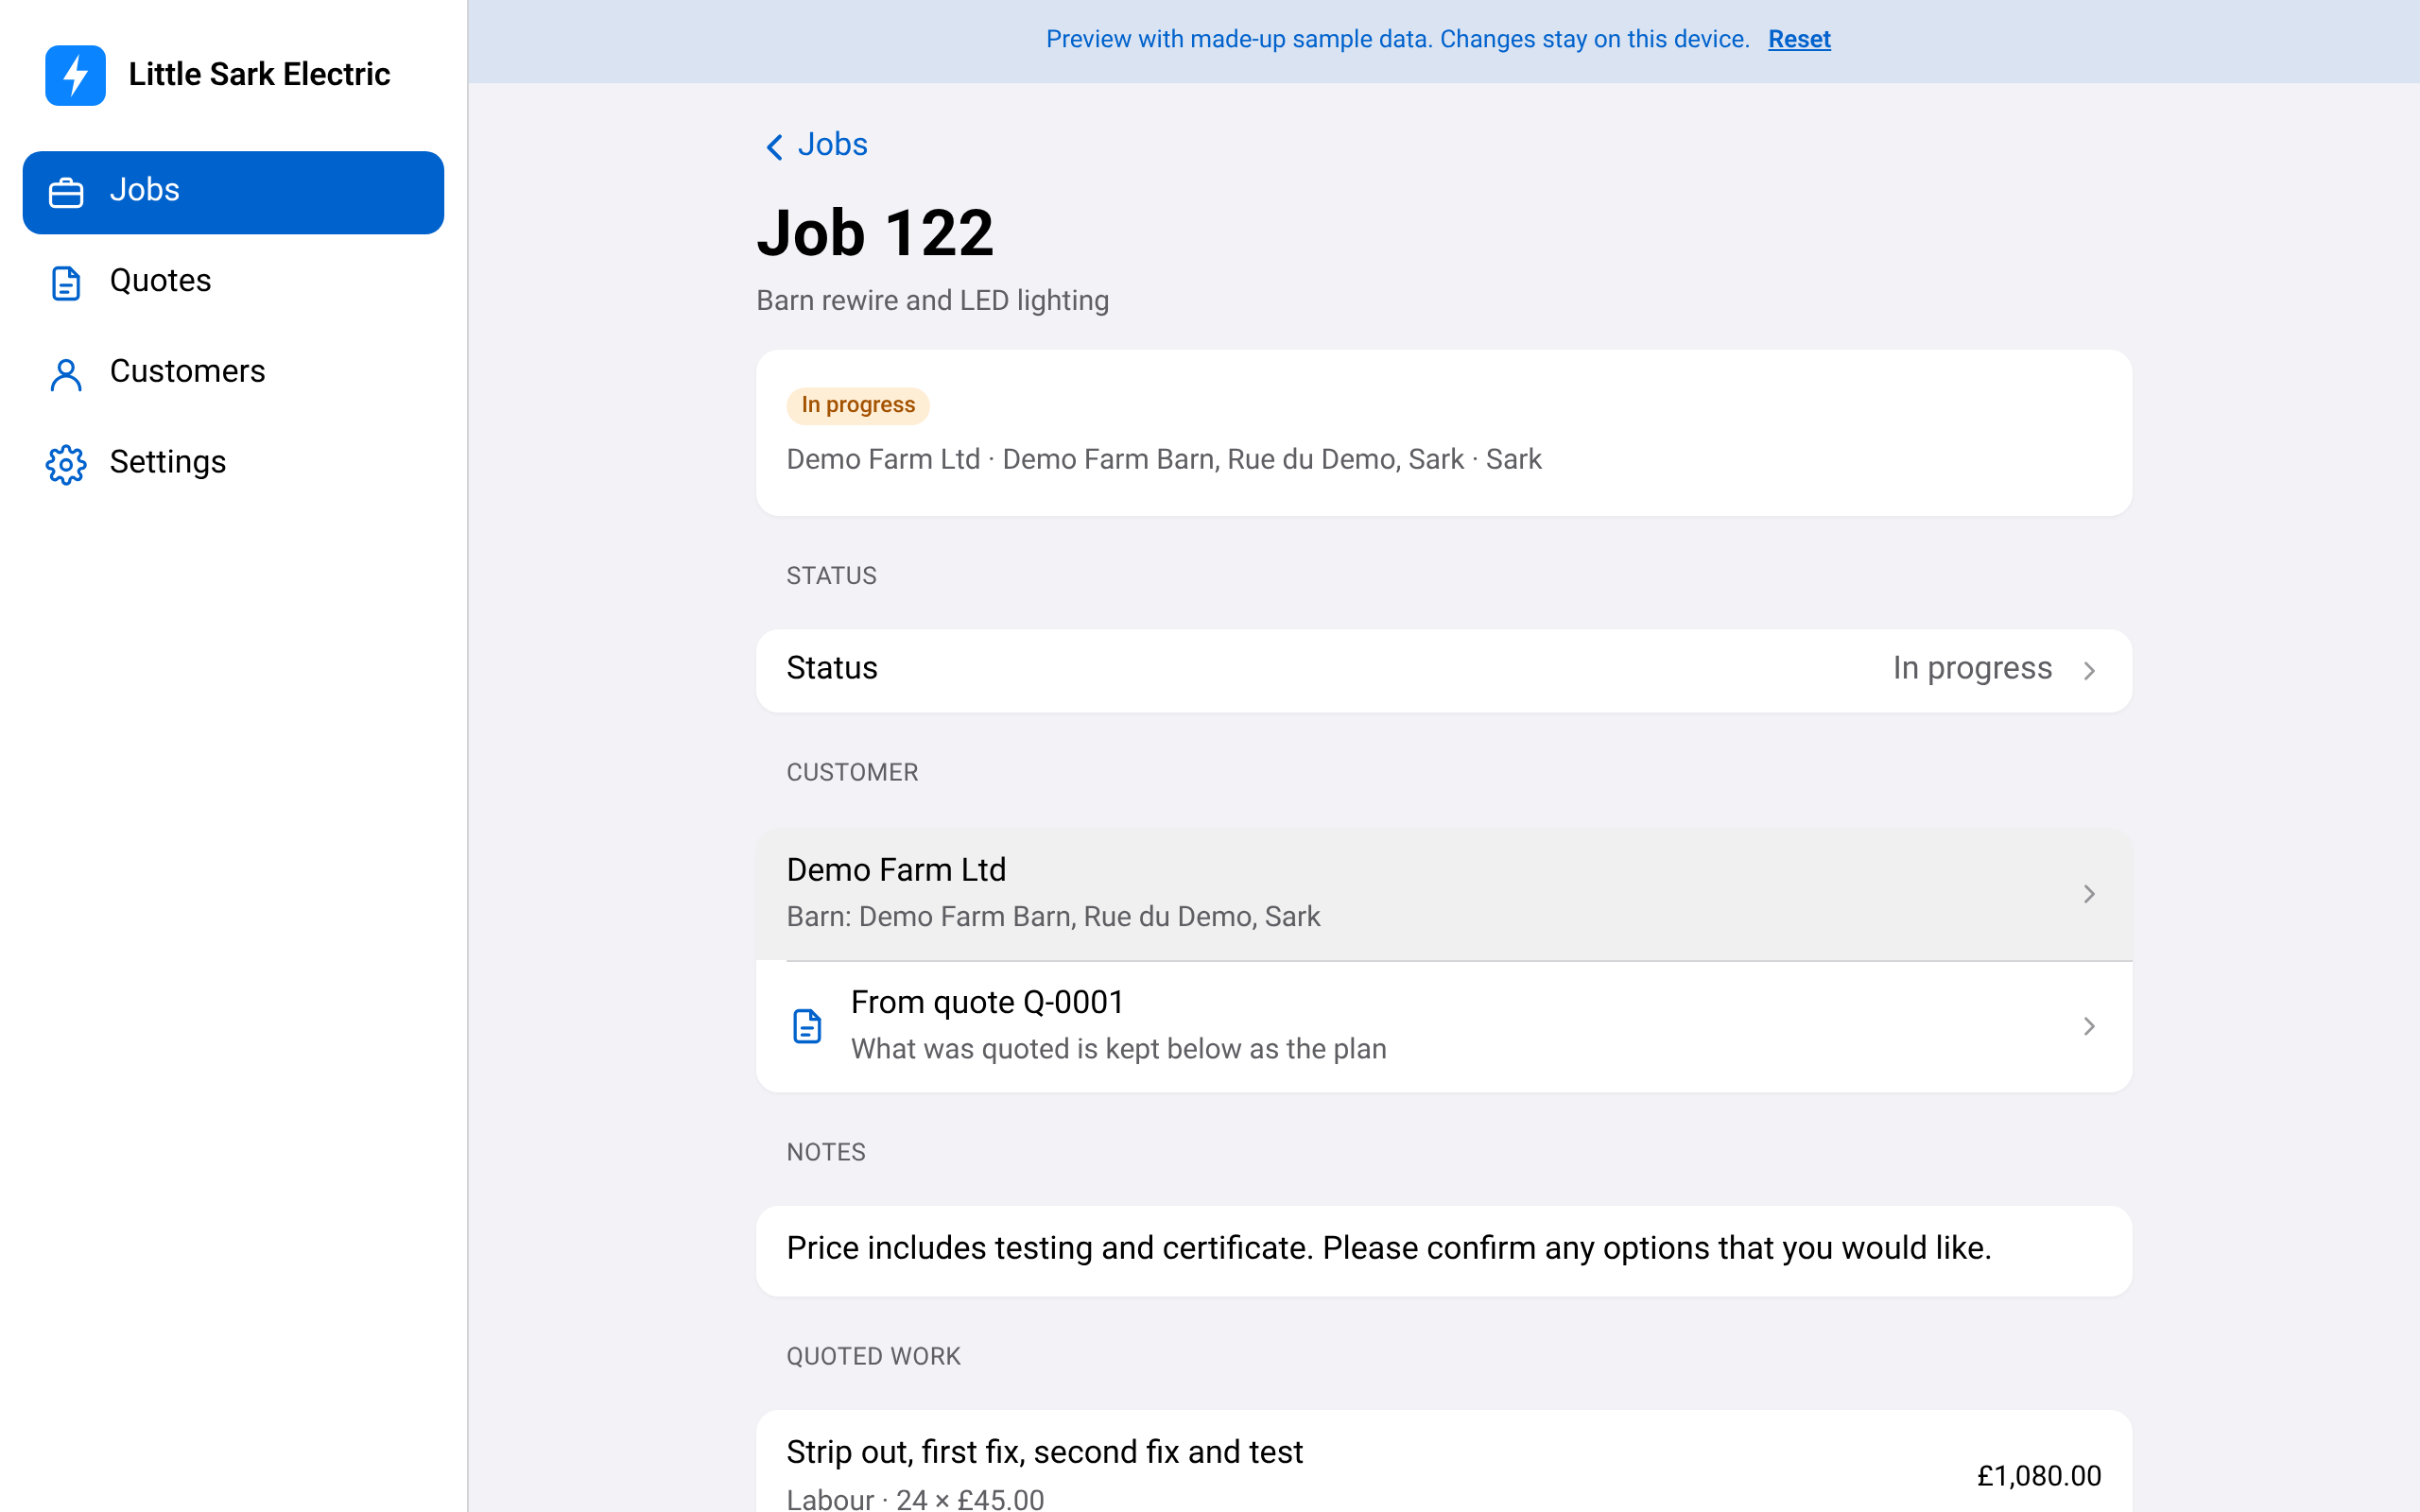 Little Sark Electric
Jobs
Quotes
Customers
Settings
Preview with made-up sample data. Changes stay on this device. Reset
Jobs
Job 122
Barn rewire and LED lighting
In progress
Demo Farm Ltd · Demo Farm Barn, Rue du Demo, Sark · Sark
STATUS
Status In progress
CUSTOMER
Demo Farm Ltd
Barn: Demo Farm Barn, Rue du Demo, Sark
From quote Q-0001
What was quoted is kept below as the plan
NOTES
Price includes testing and certificate. Please confirm any options that you would like.
QUOTED WORK
Strip out, first fix, second fix and test
£1,080.00
Labour · 24 × £45.00